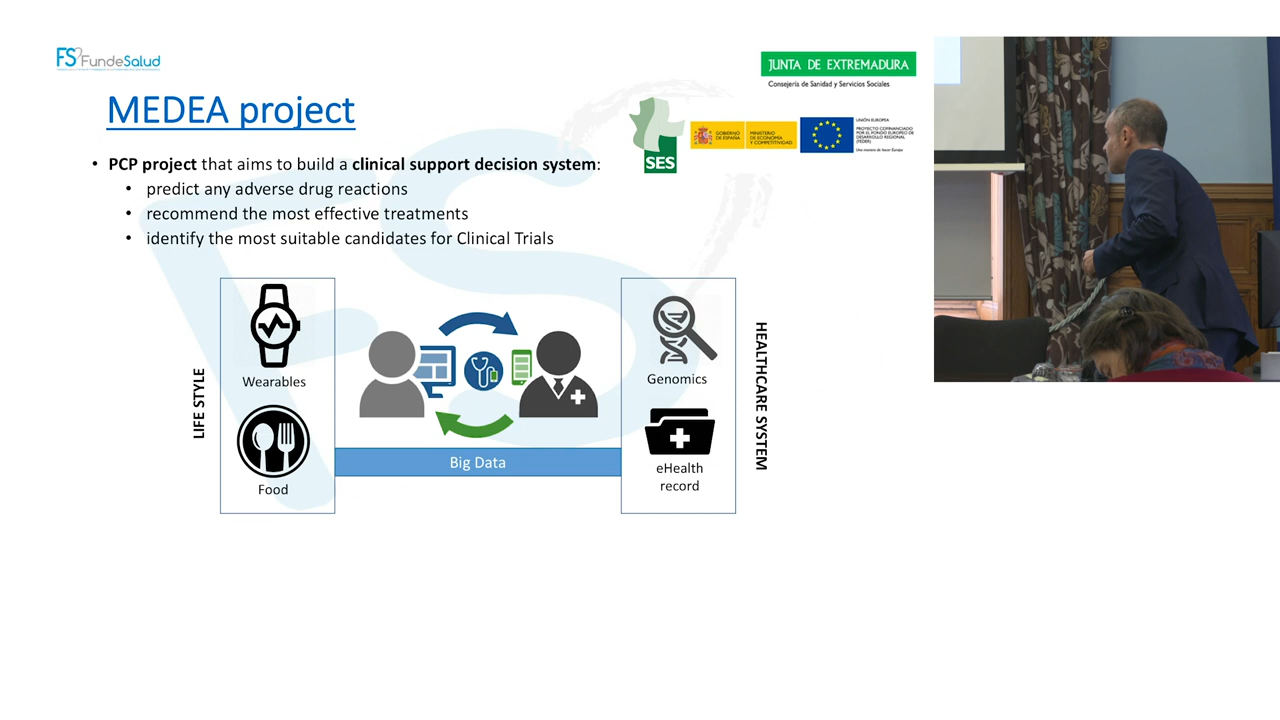 FS FundeSalud
JUNTA DE EXTREMADURA
Consejería de Sanidad y Servicios Sociales
MEDEA project
SES
GOBIERNO
DE ESPAÑA
MINISTERIO
DE ECONOMÍA
Y COMPETITIVIDAD
UNIÓN EUROPEA
PROYECTO COFINANCIADO
POR EL FONDO EUROPEO DE
DESARROLLO REGIONAL
(FEDER)
Una manera de hacer Europa
• PCP project that aims to build a clinical support decision system:
• predict any adverse drug reactions
• recommend the most effective treatments
• identify the most suitable candidates for Clinical Trials
LIFE STYLE
Wearables
Food
Big Data
Genomics
eHealth
record
HEALTHCARE SYSTEM